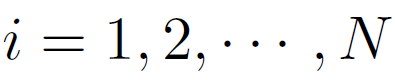 i = 1, 2, ⋯ , N